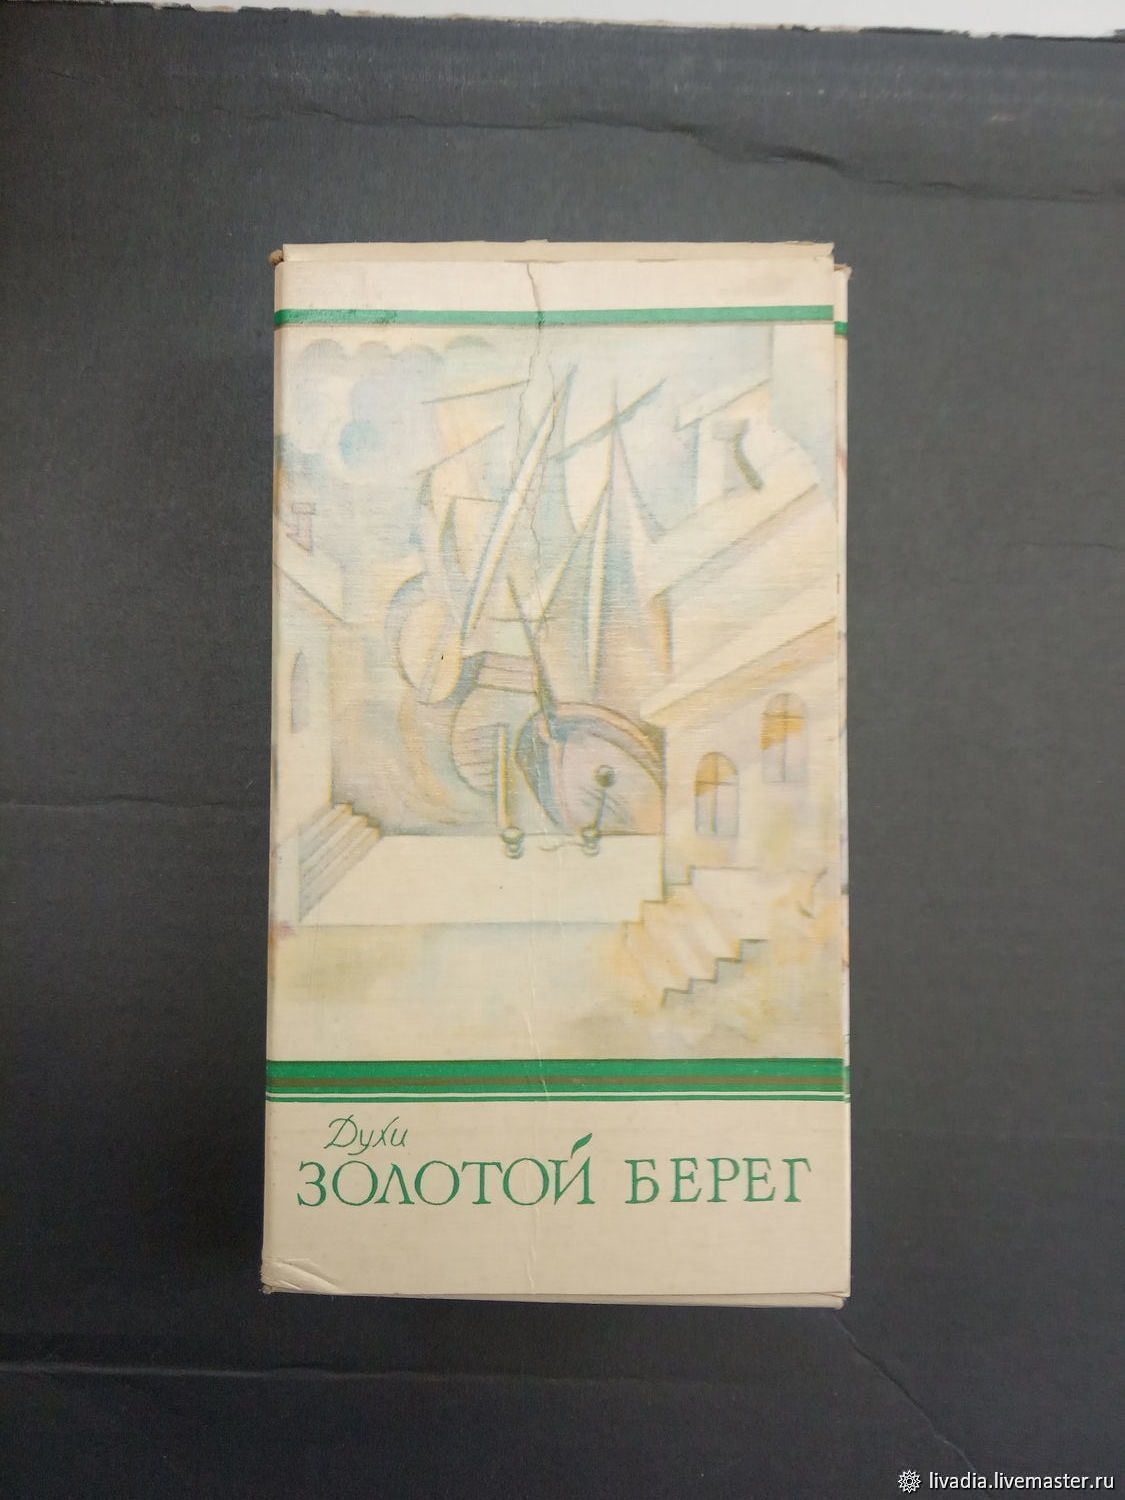 Духи
ЗОЛОТОЙ БЕРЕГ
livadia.livemaster.ru